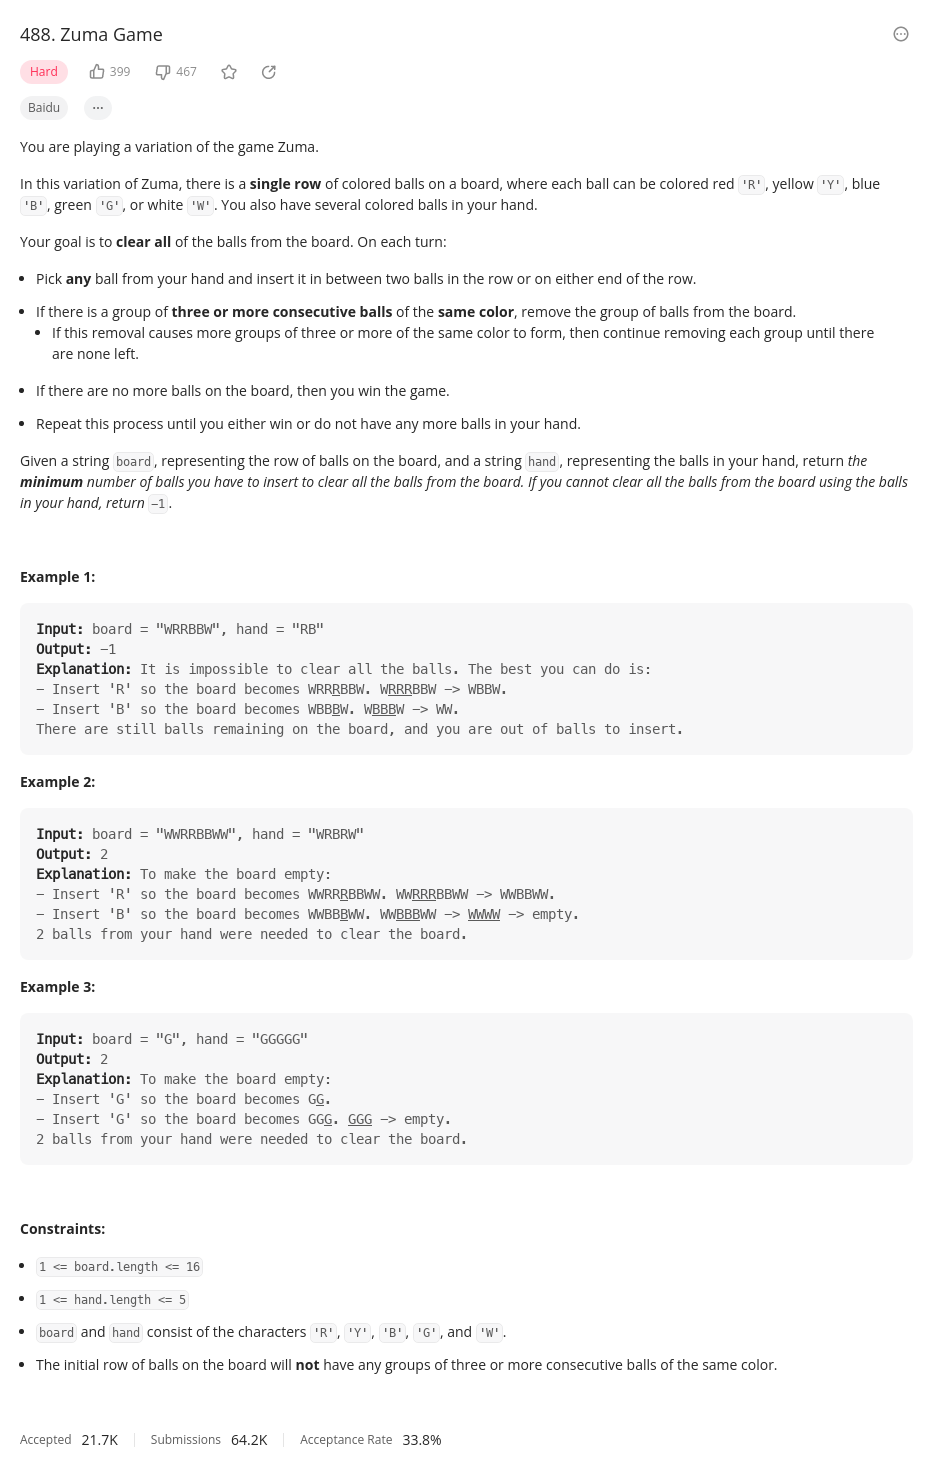 488. Zuma Game
Hard 399 467
Baidu ···
You are playing a variation of the game Zuma.
In this variation of Zuma, there is a single row of colored balls on a board, where each ball can be colored red 'R', yellow 'Y', blue
'B', green 'G', or white 'W'. You also have several colored balls in your hand.
Your goal is to clear all of the balls from the board. On each turn:
• Pick any ball from your hand and insert it in between two balls in the row or on either end of the row.
• If there is a group of three or more consecutive balls of the same color, remove the group of balls from the board.
• If this removal causes more groups of three or more of the same color to form, then continue removing each group until there
are none left.
• If there are no more balls on the board, then you win the game.
• Repeat this process until you either win or do not have any more balls in your hand.
Given a string board, representing the row of balls on the board, and a string hand, representing the balls in your hand, return the
minimum number of balls you have to insert to clear all the balls from the board. If you cannot clear all the balls from the board using the balls
in your hand, return -1.
Example 1:
Input: board = "WRRBBW", hand = "RB"
Output: -1
Explanation: It is impossible to clear all the balls. The best you can do is:
- Insert 'R' so the board becomes WRRRBBW. WRRRBBW -> WBBW.
- Insert 'B' so the board becomes WBBBW. WBBBW -> WW.
There are still balls remaining on the board, and you are out of balls to insert.
Example 2:
Input: board = "WWRRBBWW", hand = "WRBRW"
Output: 2
Explanation: To make the board empty:
- Insert 'R' so the board becomes WWRRRBBWW. WWRRRBBWW -> WWBBWW.
- Insert 'B' so the board becomes WWBBBWW. WWBBBWW -> WWWW -> empty.
2 balls from your hand were needed to clear the board.
Example 3:
Input: board = "G", hand = "GGGGG"
Output: 2
Explanation: To make the board empty:
- Insert 'G' so the board becomes GG.
- Insert 'G' so the board becomes GGG. GGG -> empty.
2 balls from your hand were needed to clear the board.
Constraints:
• 1 <= board.length <= 16
• 1 <= hand.length <= 5
• board and hand consist of the characters 'R', 'Y', 'B', 'G', and 'W'.
• The initial row of balls on the board will not have any groups of three or more consecutive balls of the same color.
Accepted 21.7K Submissions 64.2K Acceptance Rate 33.8%